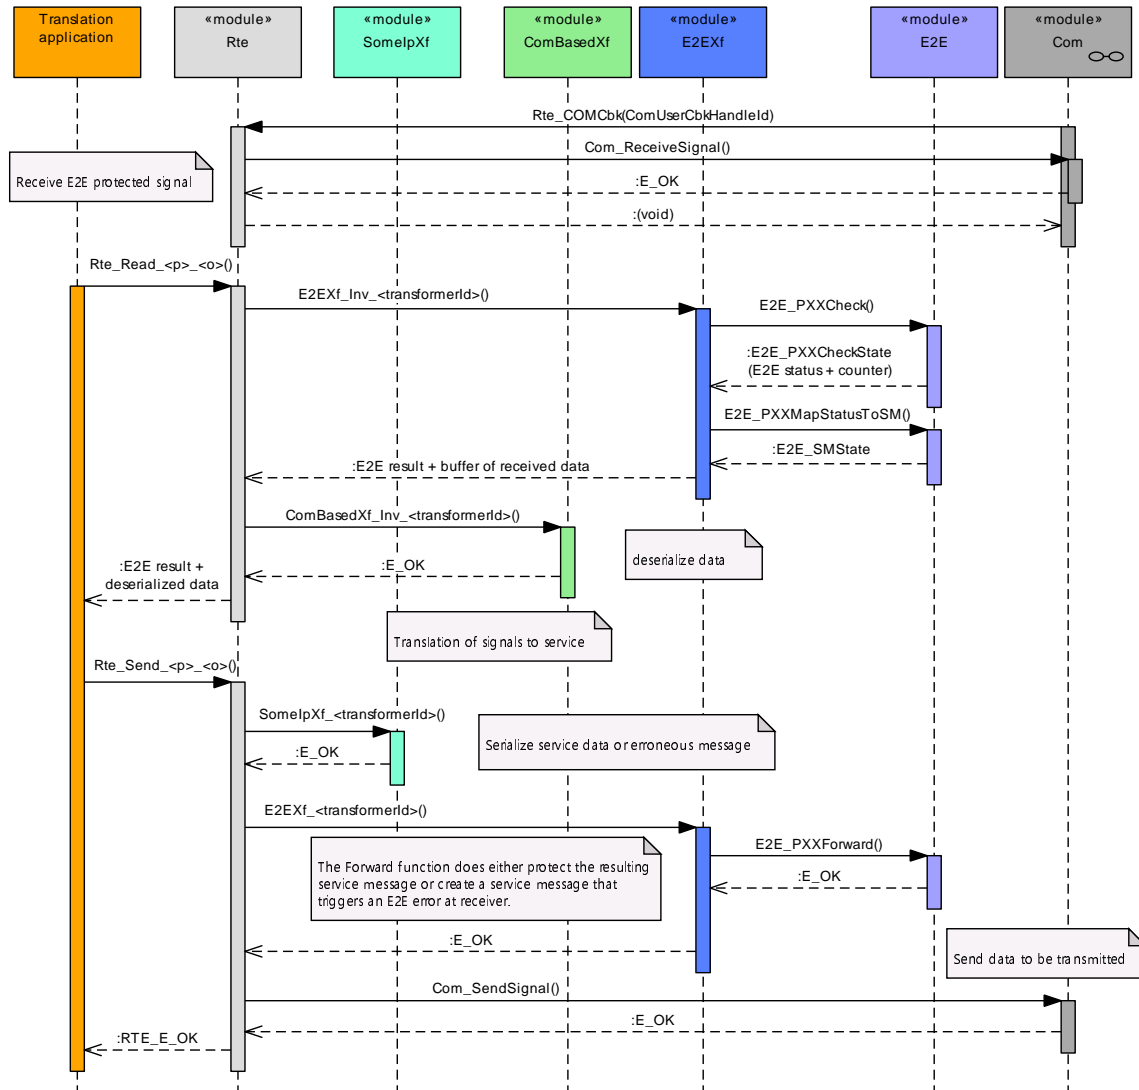 Translation
application
«module»
Rte
«module»
SomeIpXf
«module»
ComBasedXf
«module»
E2EXf
«module»
E2E
«module»
Com
Rte_COMCbk(ComUserCbkHandleId)
Com_ReceiveSignal()
Receive E2E protected signal
:E_OK
:(void)
Rte_Read_<p>_<o>()
E2EXf_Inv_<transformerId>()
E2E_PXXCheck()
:E2E_PXXCheckState
(E2E status + counter)
E2E_PXXMapStatusToSM()
:E2E_SMState
:E2E result + buffer of received data
ComBasedXf_Inv_<transformerId>()
deserialize data
:E_OK
:E2E result +
deserialized data
Translation of signals to service
Rte_Send_<p>_<o>()
SomeIpXf_<transformerId>()
Serialize service data or erroneous message
:E_OK
E2EXf_<transformerId>()
E2E_PXXForward()
The Forward function does either protect the resulting
service message or create a service message that
triggers an E2E error at receiver.
:E_OK
:E_OK
Send data to be transmitted
Com_SendSignal()
:E_OK
:RTE_E_OK